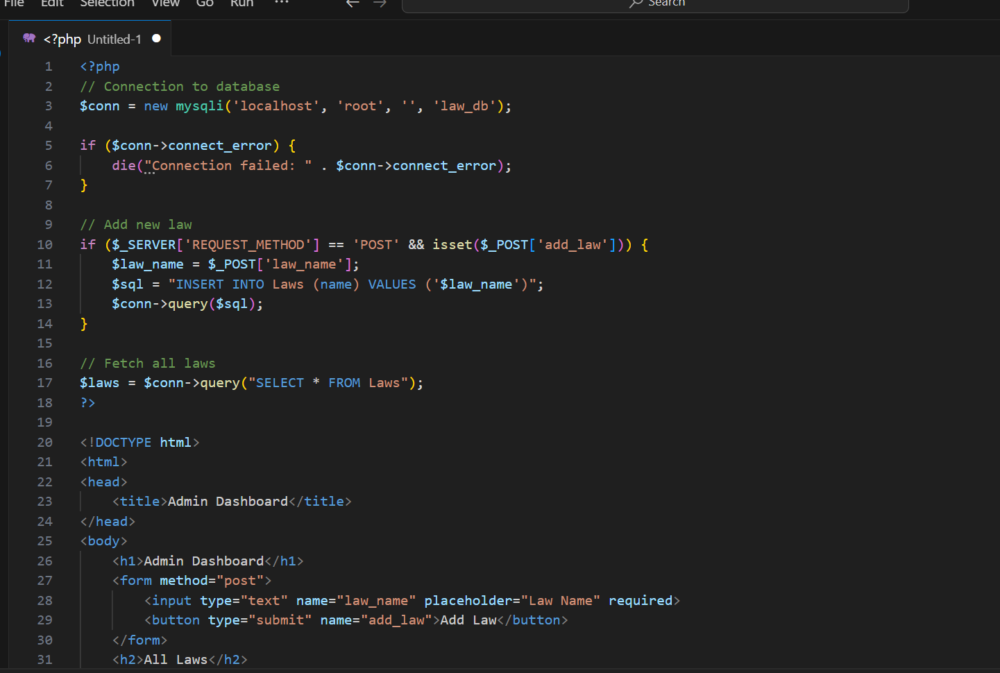 File Edit Selection View Go Run ··· ← → Search
<?php Untitled-1
1 <?php
2 // Connection to database
3 $conn = new mysqli('localhost', 'root', '', 'law_db');
4
5 if ($conn->connect_error) {
6     die("Connection failed: " . $conn->connect_error);
7 }
8
9 // Add new law
10 if ($_SERVER['REQUEST_METHOD'] == 'POST' && isset($_POST['add_law'])) {
11     $law_name = $_POST['law_name'];
12     $sql = "INSERT INTO Laws (name) VALUES ('$law_name')";
13     $conn->query($sql);
14 }
15
16 // Fetch all laws
17 $laws = $conn->query("SELECT * FROM Laws");
18 ?>
19
20 <!DOCTYPE html>
21 <html>
22 <head>
23     <title>Admin Dashboard</title>
24 </head>
25 <body>
26     <h1>Admin Dashboard</h1>
27     <form method="post">
28         <input type="text" name="law_name" placeholder="Law Name" required>
29         <button type="submit" name="add_law">Add Law</button>
30     </form>
31     <h2>All Laws</h2>